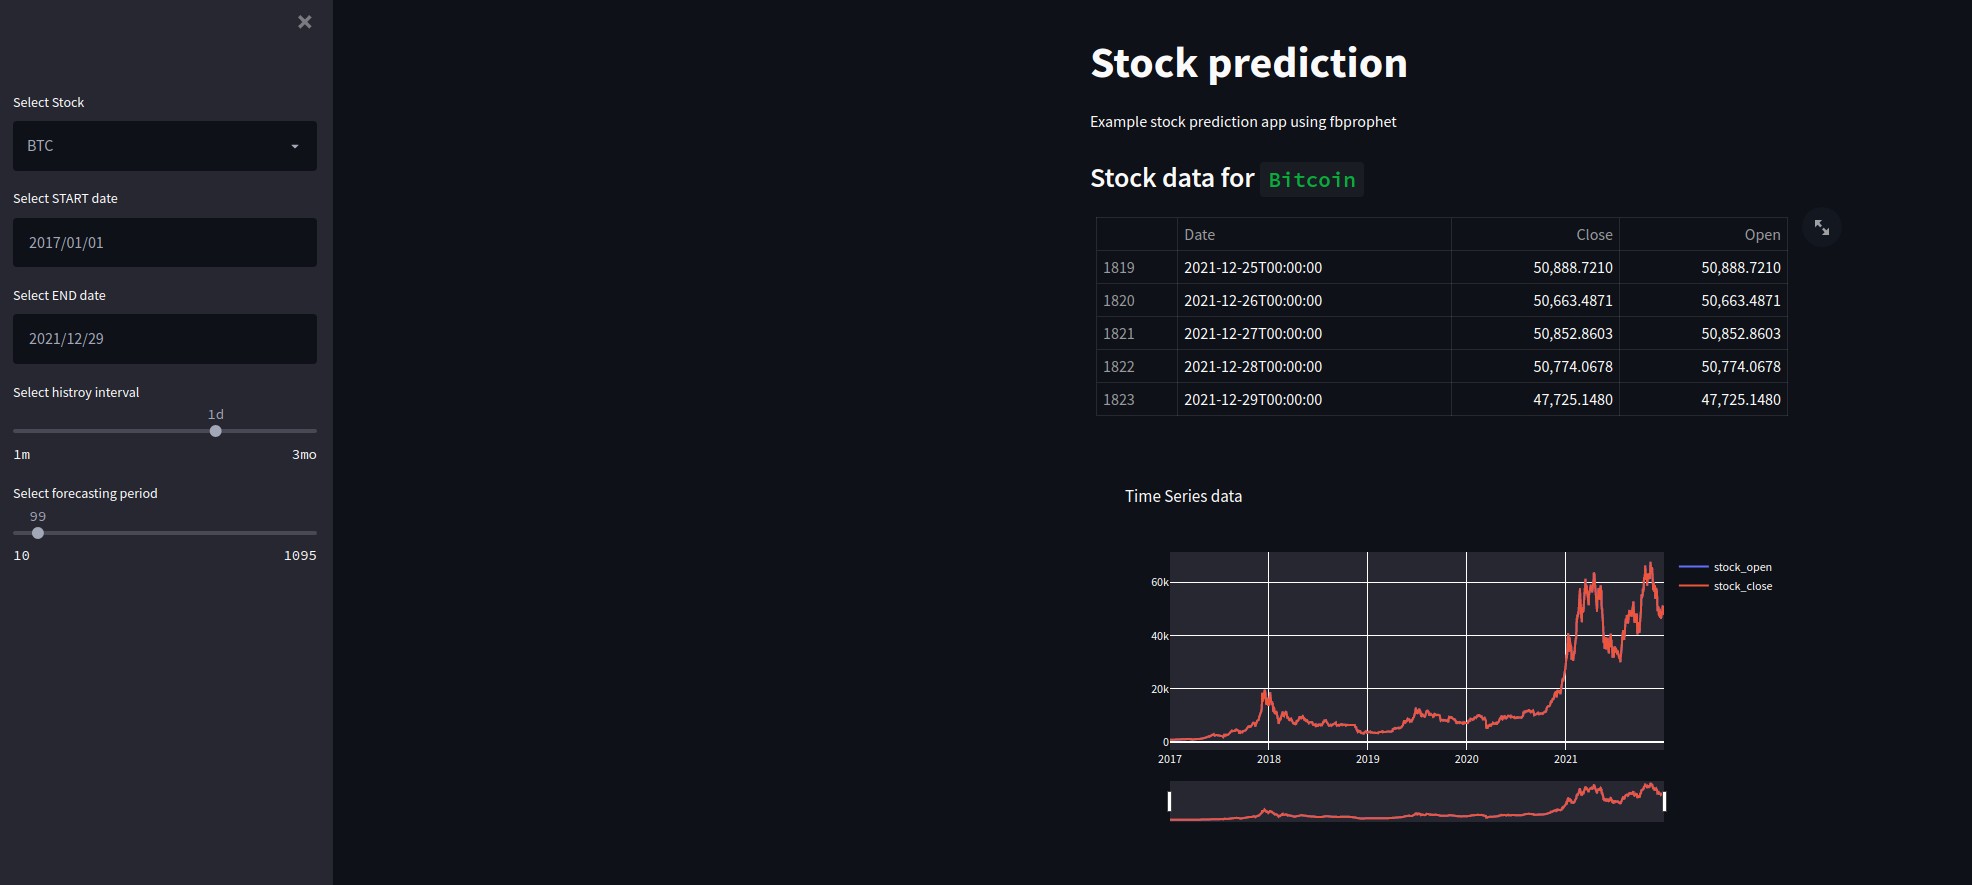 Select Stock
BTC
Select START date
2017/01/01
Select END date
2021/12/29
Select histroy interval
1d
1m 3mo
Select forecasting period
99
10 1095
Stock prediction
Example stock prediction app using fbprophet
Stock data for Bitcoin
Date Close Open
1819 2021-12-25T00:00:00 50,888.7210 50,888.7210
1820 2021-12-26T00:00:00 50,663.4871 50,663.4871
1821 2021-12-27T00:00:00 50,852.8603 50,852.8603
1822 2021-12-28T00:00:00 50,774.0678 50,774.0678
1823 2021-12-29T00:00:00 47,725.1480 47,725.1480
Time Series data
stock_open
stock_close
60k
40k
20k
0
2017 2018 2019 2020 2021